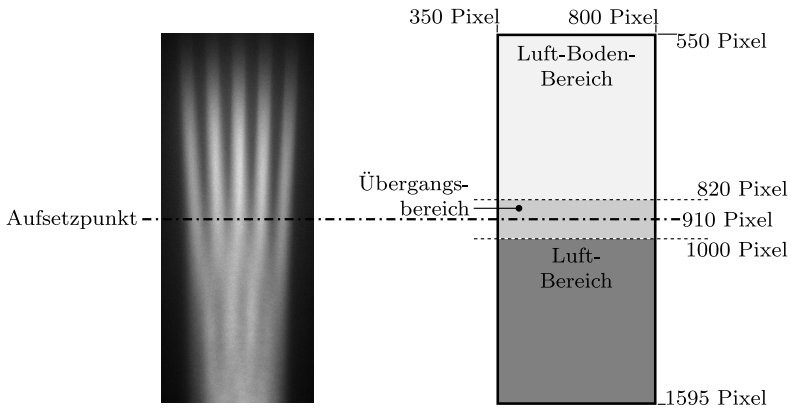 350 Pixel
800 Pixel
550 Pixel
Luft-Boden-
Bereich
Übergangs-
bereich
820 Pixel
Aufsetzpunkt
910 Pixel
1000 Pixel
Luft-
Bereich
1595 Pixel